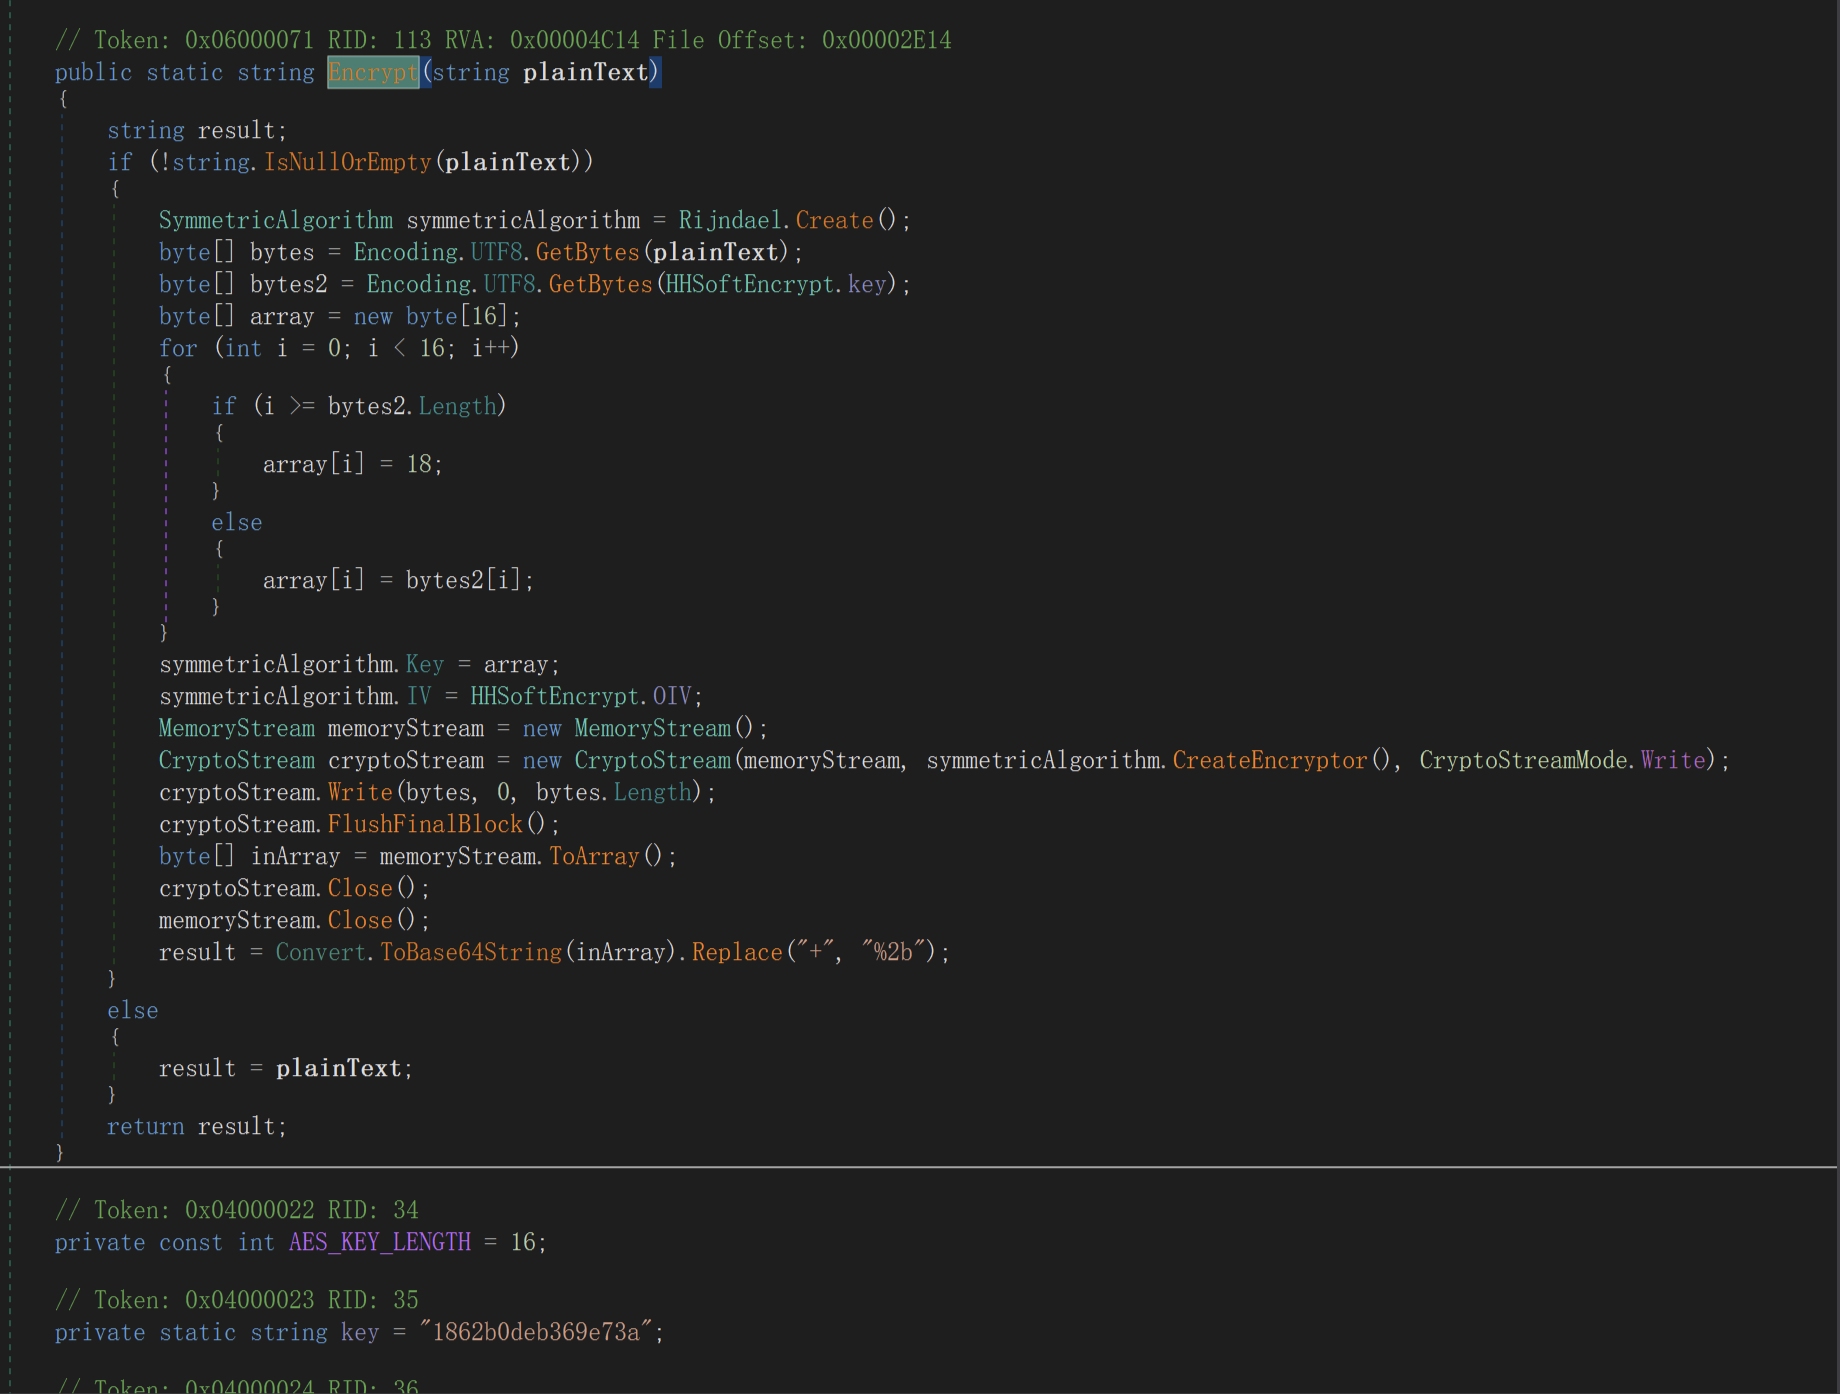 // Token: 0x06000071 RID: 113 RVA: 0x00004C14 File Offset: 0x00002E14
public static string Encrypt(string plainText)
{
string result;
if (!string.IsNullOrEmpty(plainText))
{
SymmetricAlgorithm symmetricAlgorithm = Rijndael.Create();
byte[] bytes = Encoding.UTF8.GetBytes(plainText);
byte[] bytes2 = Encoding.UTF8.GetBytes(HHSoftEncrypt.key);
byte[] array = new byte[16];
for (int i = 0; i < 16; i++)
{
if (i >= bytes2.Length)
{
array[i] = 18;
}
else
{
array[i] = bytes2[i];
}
}
symmetricAlgorithm.Key = array;
symmetricAlgorithm.IV = HHSoftEncrypt.OIV;
MemoryStream memoryStream = new MemoryStream();
CryptoStream cryptoStream = new CryptoStream(memoryStream, symmetricAlgorithm.CreateEncryptor(), CryptoStreamMode.Write);
cryptoStream.Write(bytes, 0, bytes.Length);
cryptoStream.FlushFinalBlock();
byte[] inArray = memoryStream.ToArray();
cryptoStream.Close();
memoryStream.Close();
result = Convert.ToBase64String(inArray).Replace("+", "%2b");
}
else
{
result = plainText;
}
return result;
}
// Token: 0x04000022 RID: 34
private const int AES_KEY_LENGTH = 16;
// Token: 0x04000023 RID: 35
private static string key = "1862b0deb369e73a";
// Token: 0x04000024 RID: 36